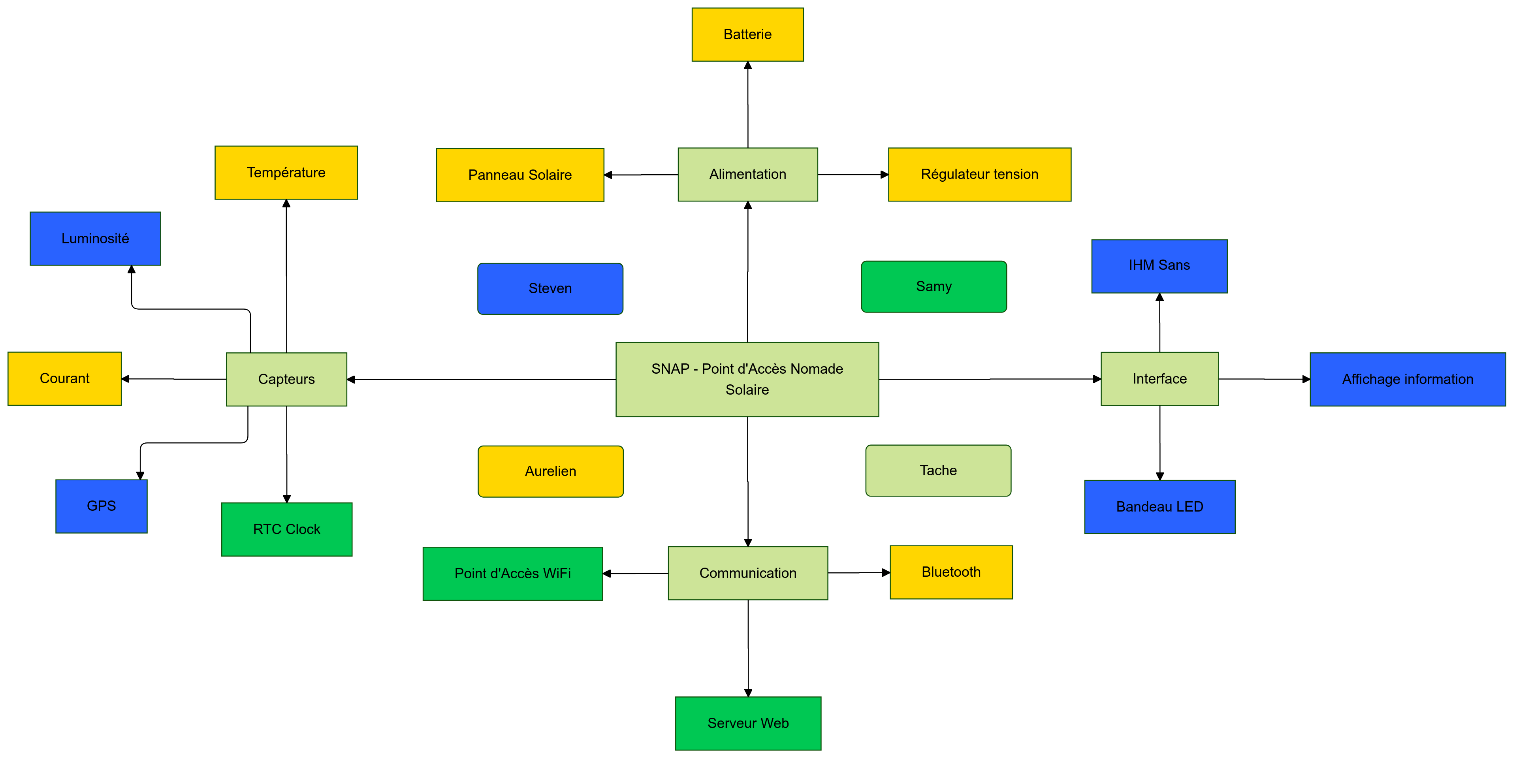 Batterie
Température
Panneau Solaire
Alimentation
Régulateur tension
Luminosité
IHM Sans
Steven
Samy
Courant
Capteurs
SNAP - Point d'Accès Nomade
Solaire
Interface
Affichage information
Aurelien
Tache
GPS
Bandeau LED
RTC Clock
Point d'Accès WiFi
Communication
Bluetooth
Serveur Web